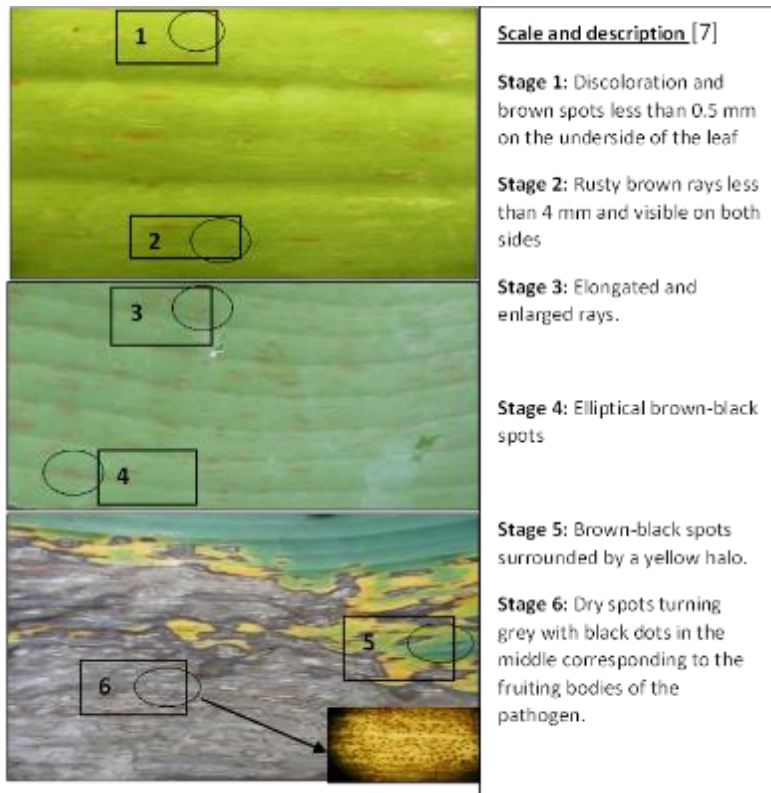 1
2
3
4
5
6
Scale and description [7]
Stage 1: Discoloration and
brown spots less than 0.5 mm
on the underside of the leaf
Stage 2: Rusty brown rays less
than 4 mm and visible on both
sides
Stage 3: Elongated and
enlarged rays.
Stage 4: Elliptical brown-black
spots
Stage 5: Brown-black spots
surrounded by a yellow halo.
Stage 6: Dry spots turning
grey with black dots in the
middle corresponding to the
fruiting bodies of the
pathogen.